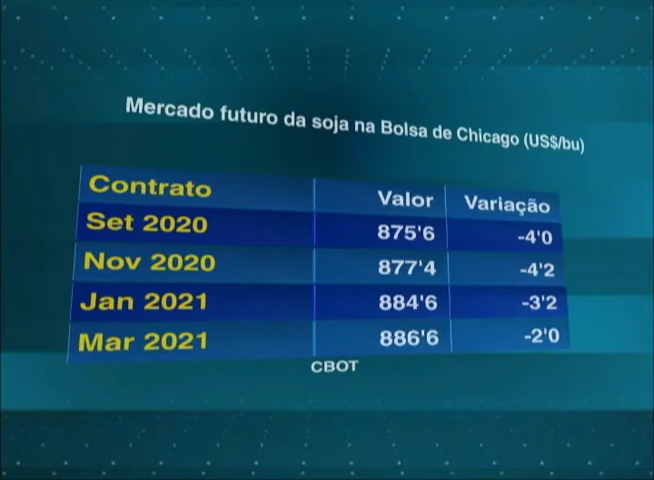 Mercado futuro da soja na Bolsa de Chicago (US$/bu)
Contrato Valor Variação
Set 2020 875'6 -4'0
Nov 2020 877'4 -4'2
Jan 2021 884'6 -3'2
Mar 2021 886'6 -2'0
CBOT